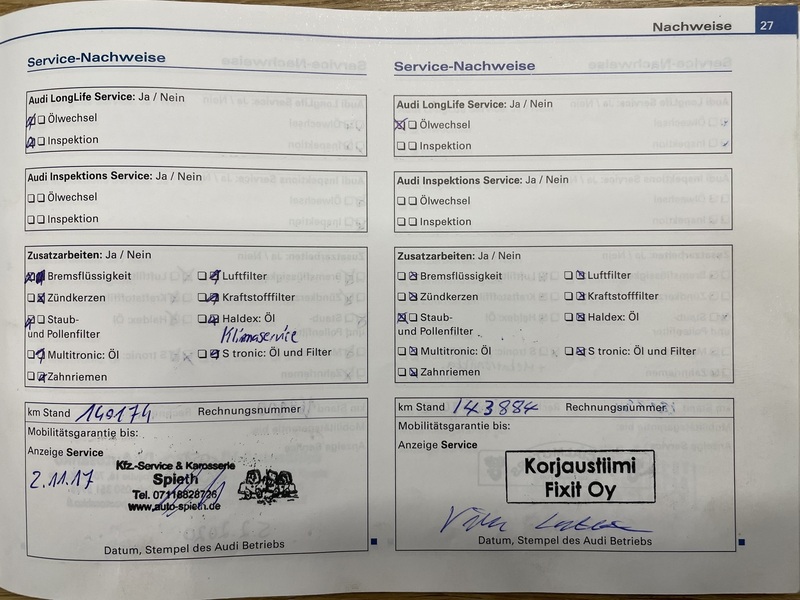 Nachweise 27
Service-Nachweise
Audi LongLife Service: Ja / Nein
Ölwechsel
Inspektion
Audi Inspektions Service: Ja / Nein
Ölwechsel
Inspektion
Zusatzarbeiten: Ja / Nein
Bremsflüssigkeit
Luftfilter
Zündkerzen
Kraftstofffilter
Staub-
und Pollenfilter
Haldex: Öl
Klimaservice
Multitronic: Öl
S tronic: Öl und Filter
Zahnriemen
km Stand 140174 Rechnungsnummer
Mobilitätsgarantie bis:
Anzeige Service
2.11.17
Kfz.-Service & Karosserie
Spieth
Tel. 07116828726
www.auto-spieth.de
Datum, Stempel des Audi Betriebs
Service-Nachweise
Audi LongLife Service: Ja / Nein
Ölwechsel
Inspektion
Audi Inspektions Service: Ja / Nein
Ölwechsel
Inspektion
Zusatzarbeiten: Ja / Nein
Bremsflüssigkeit
Luftfilter
Zündkerzen
Kraftstofffilter
Staub-
und Pollenfilter
Haldex: Öl
Multitronic: Öl
S tronic: Öl und Filter
Zahnriemen
km Stand 143884 Rechnungsnummer
Mobilitätsgarantie bis:
Anzeige Service
Korjaustiimi
Fixit Oy
Datum, Stempel des Audi Betriebs